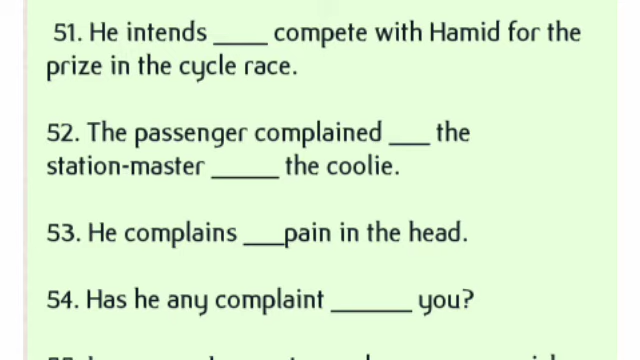 51. He intends ____ compete with Hamid for the
prize in the cycle race.
52. The passenger complained ___ the
station-master _____ the coolie.
53. He complains ___pain in the head.
54. Has he any complaint ______ you?